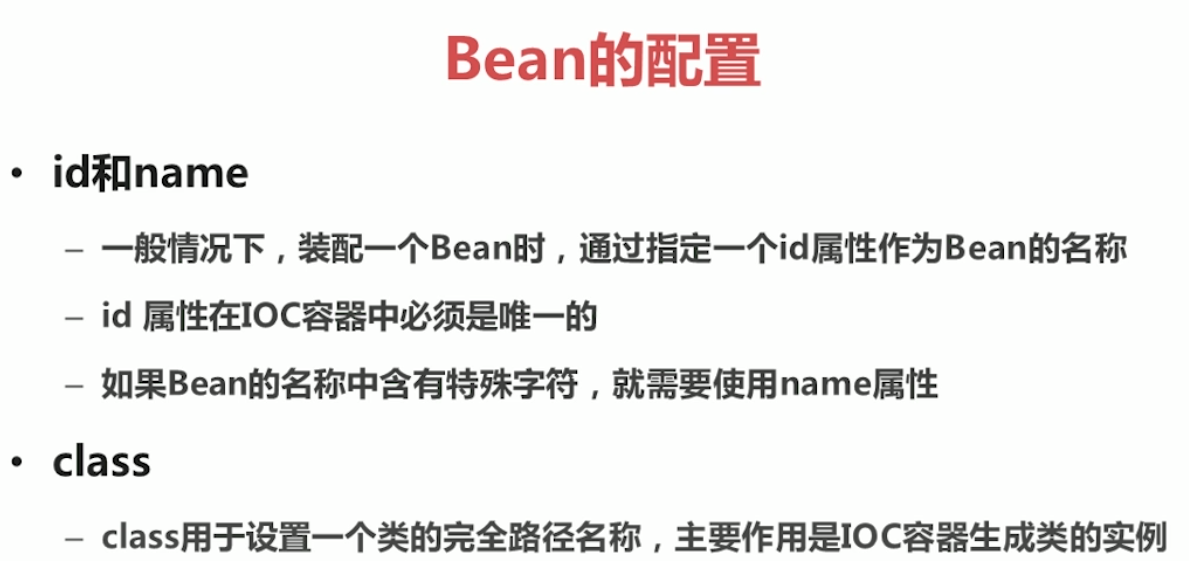 Bean的配置
• id和name
– 一般情况下，装配一个Bean时，通过指定一个id属性作为Bean的名称
– id 属性在IOC容器中必须是唯一的
– 如果Bean的名称中含有特殊字符，就需要使用name属性
• class
– class用于设置一个类的完全路径名称，主要作用是IOC容器生成类的实例